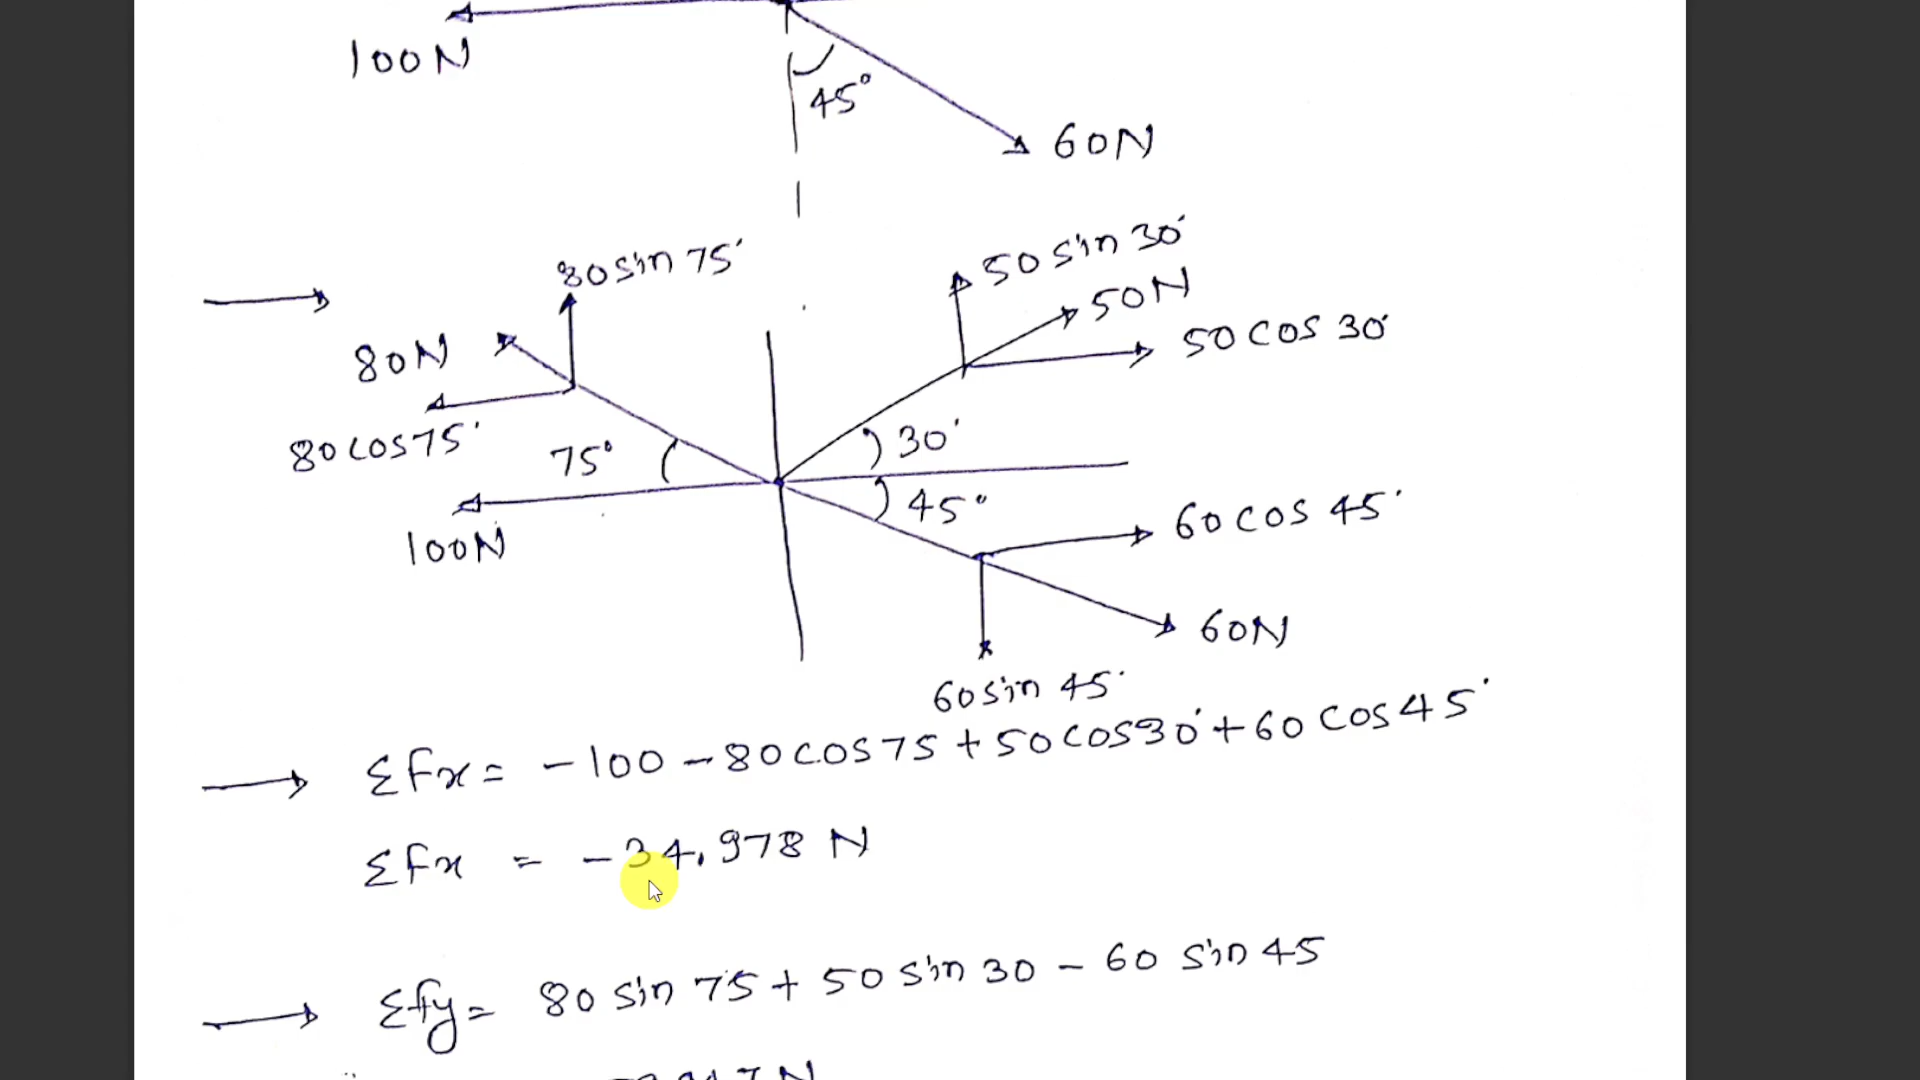 100N
45°
60N
80 sin 75°
50 sin 30°
50N
80N
50 cos 30°
80 cos 75°
75°
30°
45°
60 cos 45°
100N
60N
60 sin 45°
Σfx = -100 - 80 cos 75 + 50 cos 30° + 60 cos 45°
Σfx = -34.978 N
Σfy = 80 sin 75 + 50 sin 30 - 60 sin 45